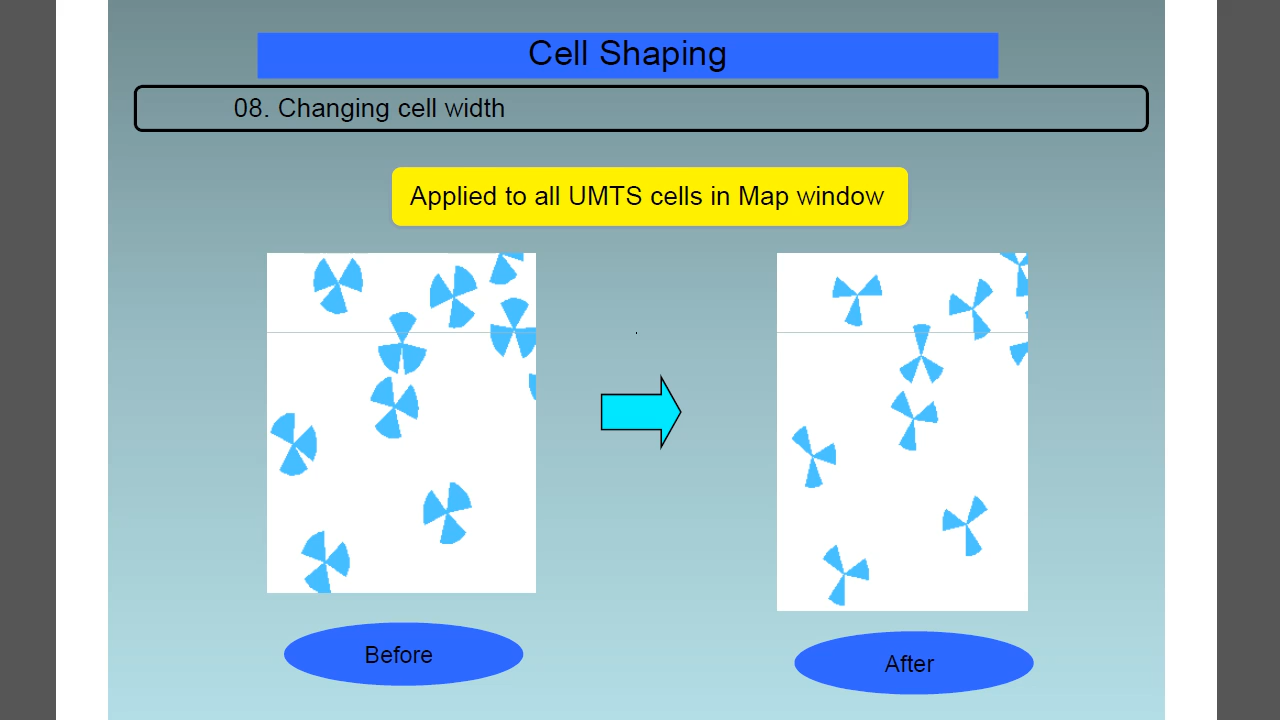 Cell Shaping
08. Changing cell width
Applied to all UMTS cells in Map window
Before
After